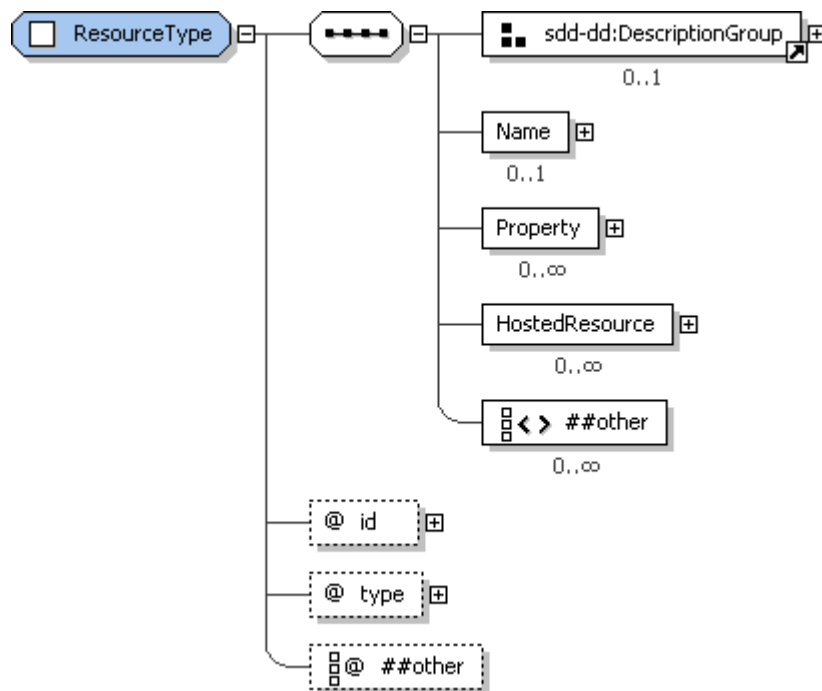 ResourceType
sdd-dd:DescriptionGroup
0..1
Name
0..1
Property
0..∞
HostedResource
0..∞
< > ##other
0..∞
@ id
@ type
@ ##other